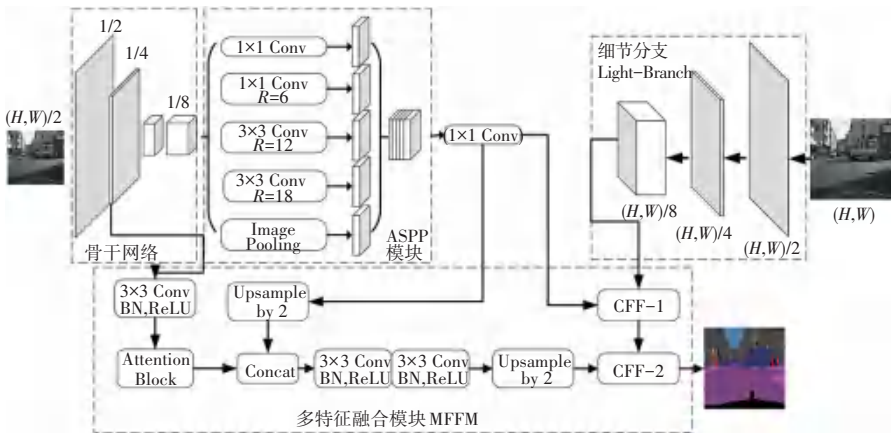 1/2
1/4
1/8
(H,W)/2
骨干网络
1×1 Conv
1×1 Conv
R=6
3×3 Conv
R=12
3×3 Conv
R=18
Image
Pooling
ASPP
模块
1×1 Conv
细节分支
Light-Branch
(H,W)/8
(H,W)/4
(H,W)/2
(H,W)
3×3 Conv
BN,ReLU
Upsample
by 2
CFF-1
Attention
Block
Concat
3×3 Conv
BN,ReLU
3×3 Conv
BN,ReLU
Upsample
by 2
CFF-2
多特征融合模块MFFM